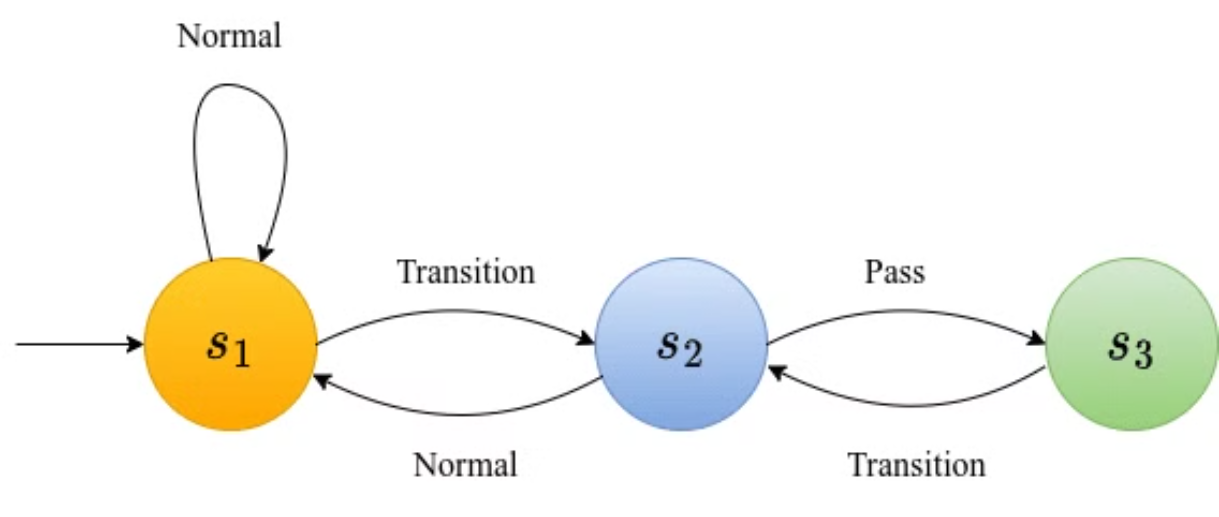 Normal
Transition
Pass
s1
s2
s3
Normal
Transition